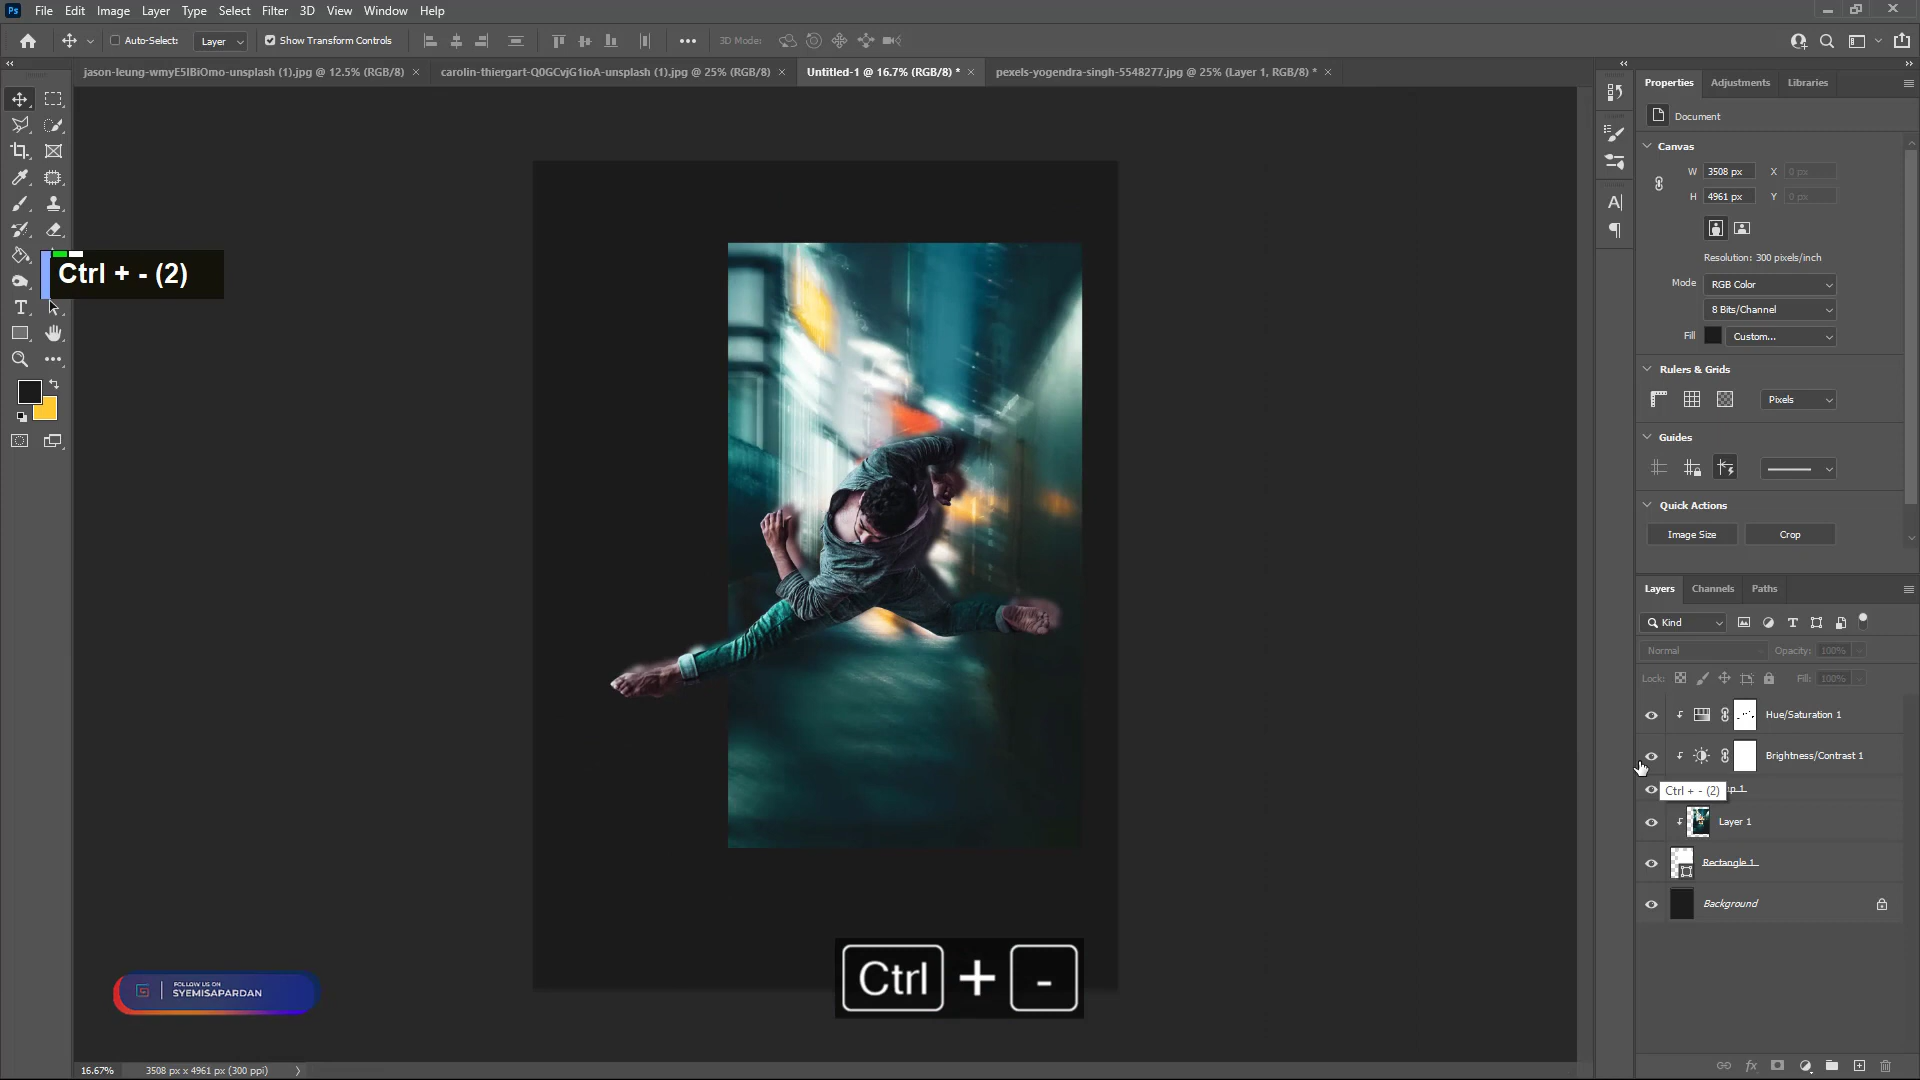 Ps File Edit Image Layer Type Select Filter 3D View Window Help
Auto-Select: Layer Show Transform Controls 3D Mode:
jason-leung-wmyE5IBiOmo-unsplash (1).jpg @ 12.5% (RGB/8) × carolin-thiergart-Q0GCvjG1ioA-unsplash (1).jpg @ 25% (RGB/8) × Untitled-1 @ 16.7% (RGB/8) * × pexels-yogendra-singh-5548277.jpg @ 25% (Layer 1, RGB/8) * ×
Properties Adjustments Libraries
Document
Canvas
W 3508 px X 0 px
H 4961 px Y 0 px
Resolution: 300 pixels/inch
Mode RGB Color
8 Bits/Channel
Fill Custom...
Rulers & Grids
Pixels
Guides
Quick Actions
Image Size Crop
Ctrl + - (2)
Layers Channels Paths
Kind
Normal Opacity: 100%
Lock: Fill: 100%
Hue/Saturation 1
Brightness/Contrast 1
Ctrl + - (2)
Layer 1
Rectangle 1
Background
Ctrl + -
FOLLOW US ON
SYEMISAPARDAN
16.67% 3508 px x 4961 px (300 ppi)